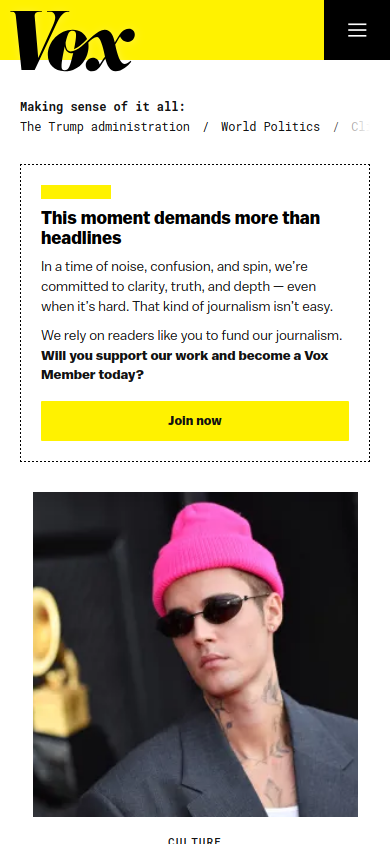 Vox
Making sense of it all:
The Trump administration / World Politics / Cl
This moment demands more than
headlines
In a time of noise, confusion, and spin, we’re
committed to clarity, truth, and depth — even
when it’s hard. That kind of journalism isn’t easy.
We rely on readers like you to fund our journalism.
Will you support our work and become a Vox
Member today?
Join now
CULTURE